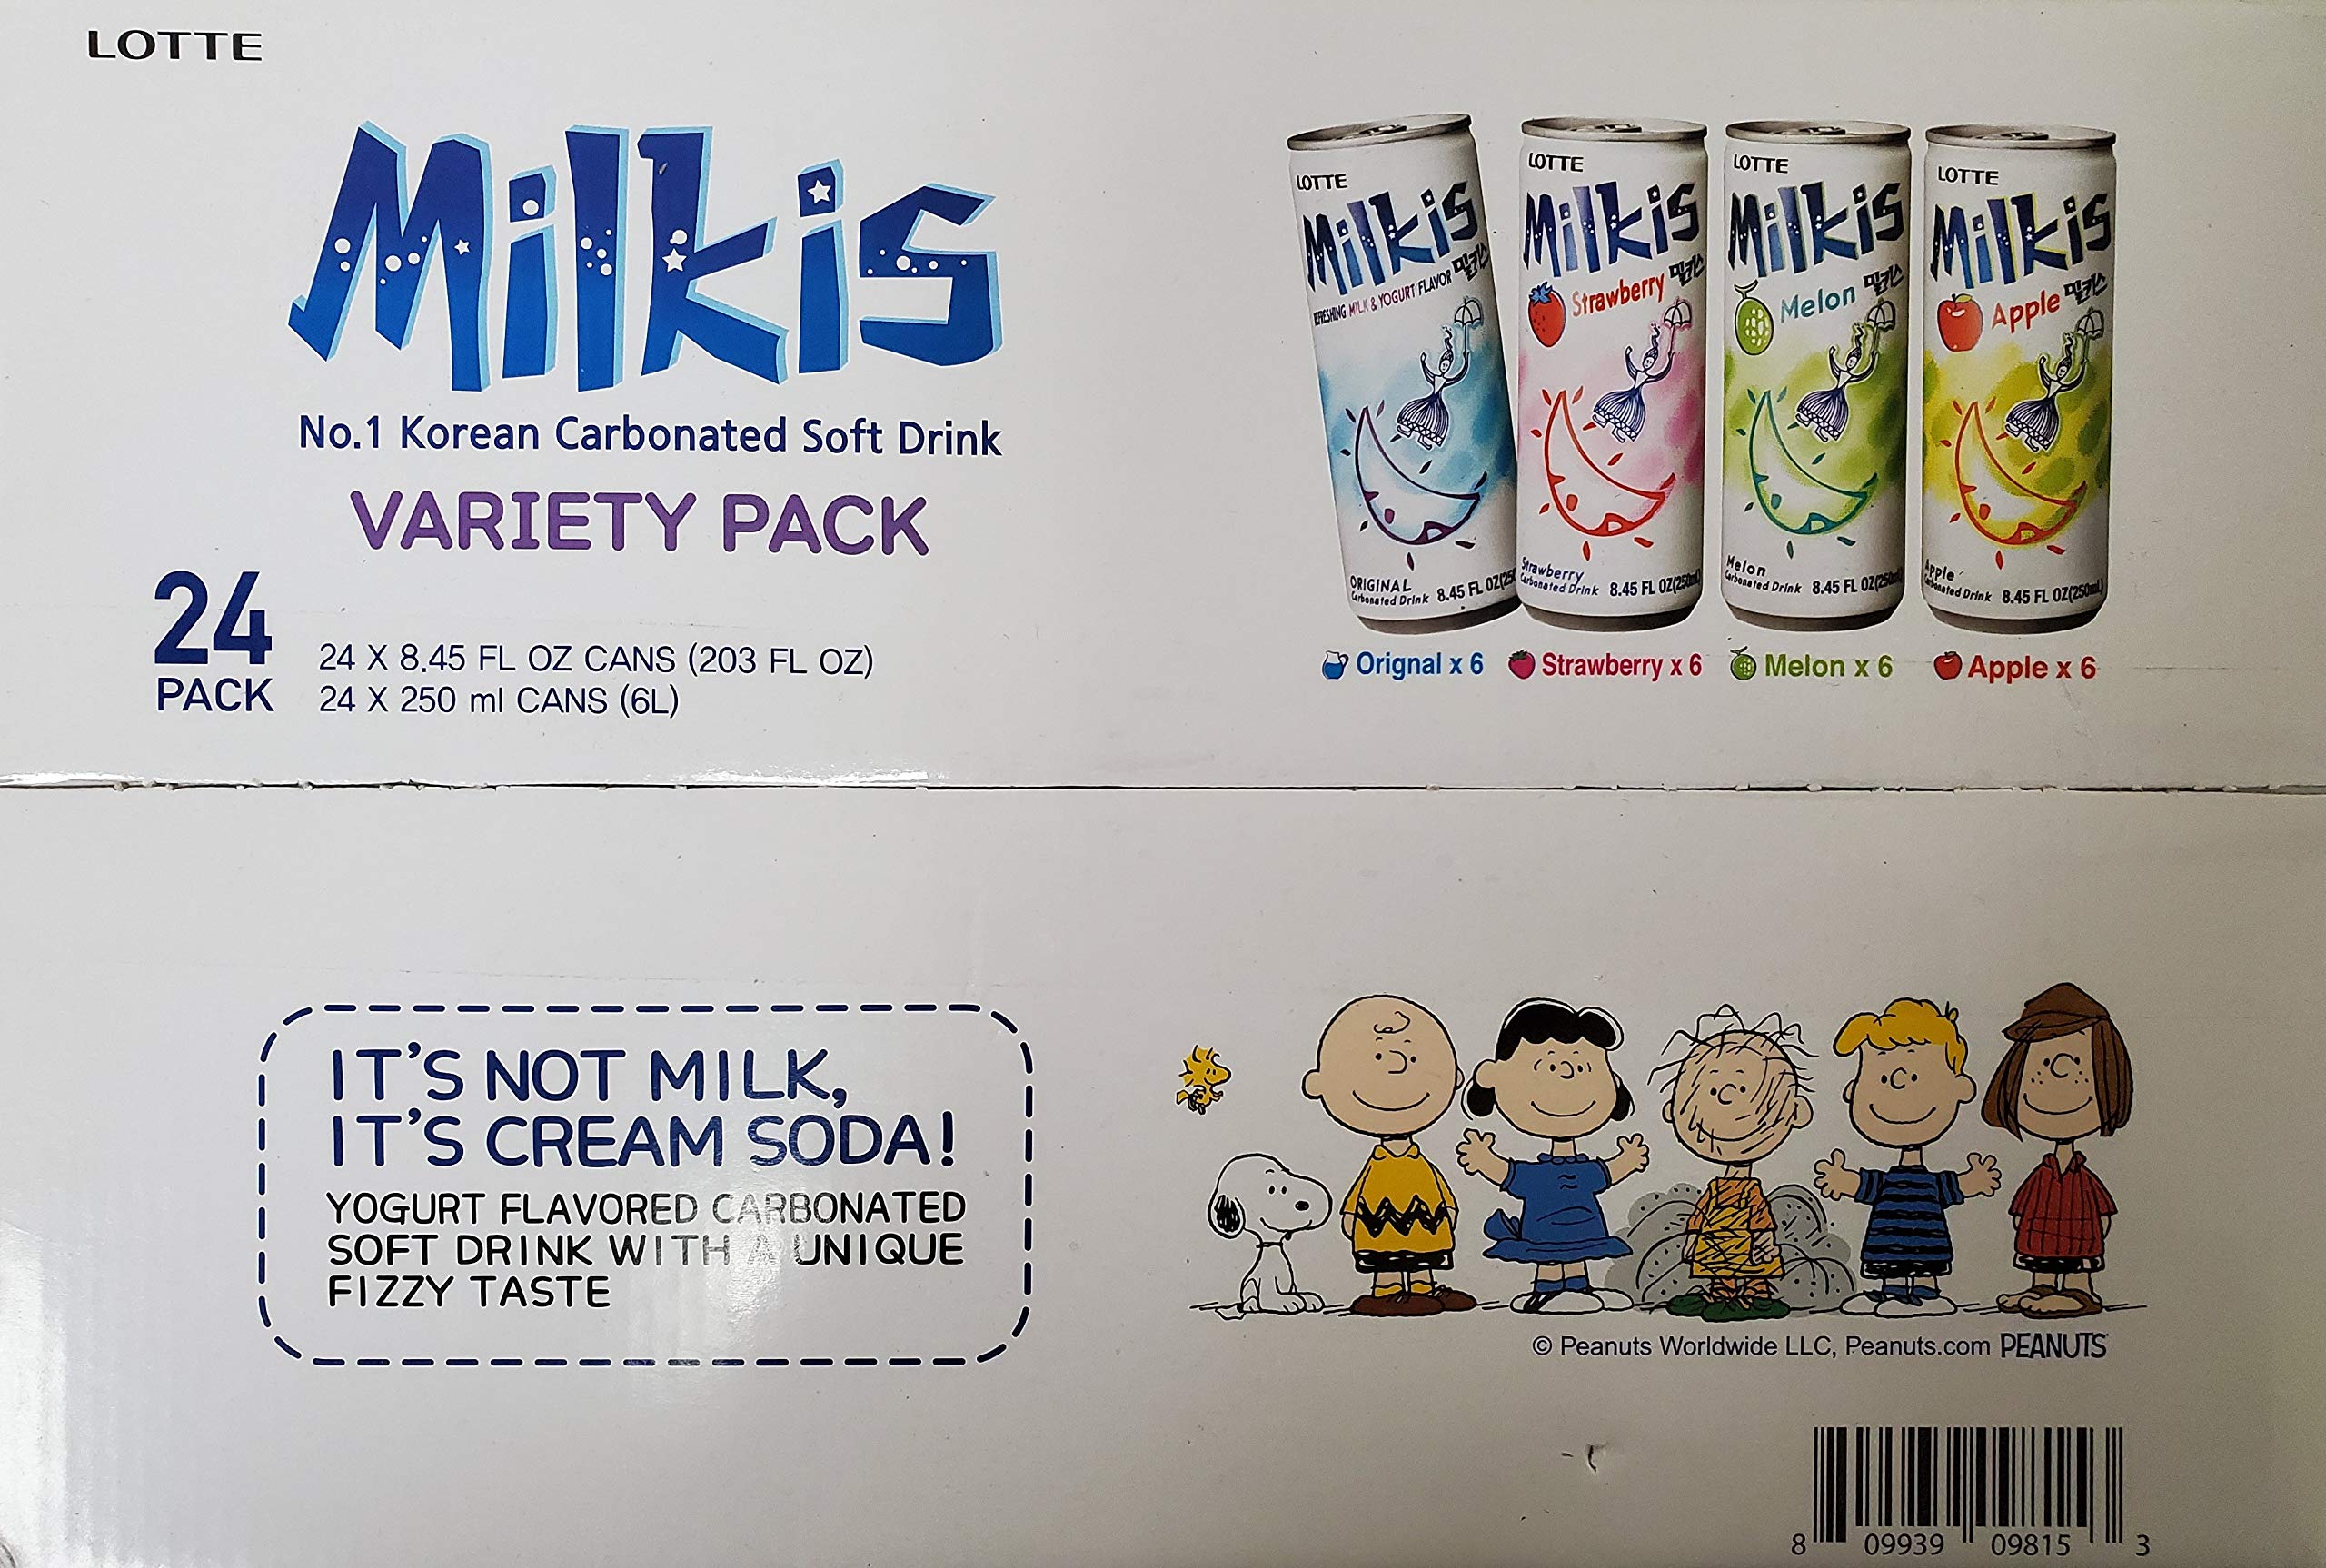 LOTTE
Milkis
No.1 Korean Carbonated Soft Drink
VARIETY PACK
24
PACK
24 X 8.45 FL OZ CANS (203 FL OZ)
24 X 250 ml CANS (6L)
LOTTE
Milkis
밀키스
REFRESHING MILK & YOGURT FLAVOR
ORIGINAL
Carbonated Drink 8.45 FL OZ(25
LOTTE
Milkis
밀키스
Strawberry
Strawberry
Carbonated Drink 8.45 FL OZ(250mL)
LOTTE
Milkis
밀키스
Melon
Melon
Carbonated Drink 8.45 FL OZ(250mL)
LOTTE
Milkis
밀키스
Apple
Apple
Carbonated Drink 8.45 FL OZ(250mL)
Orignal x 6
Strawberry x 6
Melon x 6
Apple x 6
IT'S NOT MILK,
IT'S CREAM SODA!
YOGURT FLAVORED CARBONATED
SOFT DRINK WITH A UNIQUE
FIZZY TASTE
© Peanuts Worldwide LLC, Peanuts.com PEANUTS
8 09939 09815 3